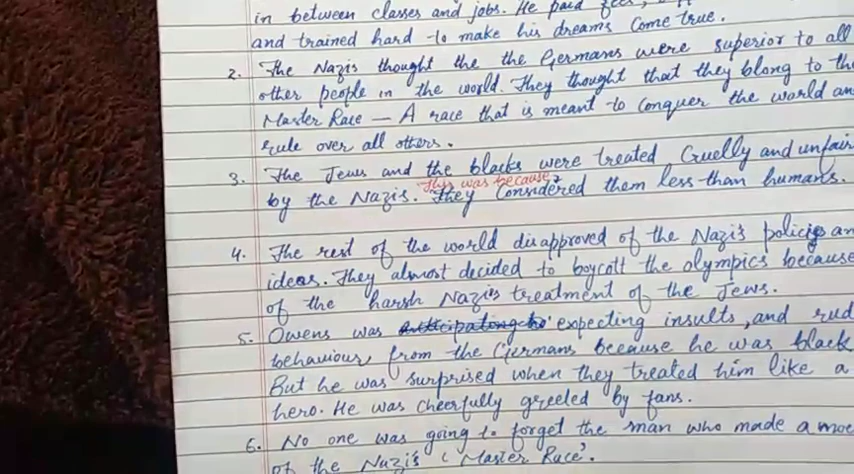 in between classes and jobs. He paid
and trained hard to make his dreams come true.
2. The Nazis thought the the Germans were superior to all
other people in the world. They thought that they blong to the
Master Race — A race that is meant to conquer the world an
rule over all others.
3. The Jews and the blacks were treated Cruelly and unfair
This was because
by the Nazis. They Considered them less than humans.
4. The rest of the world disapproved of the Nazi's policies an
ideas. They almost decided to boycott the olympics because
of the harsh Nazi's treatment of the Jews.
5. Owens was expecting insults, and rud
behaviour from the Germans because he was black
But he was surprised when they treated him like a
hero. He was cheerfully greeted by fans.
6. No one was going to forget the man who made a moc
of the Nazi's 'Master Race'.